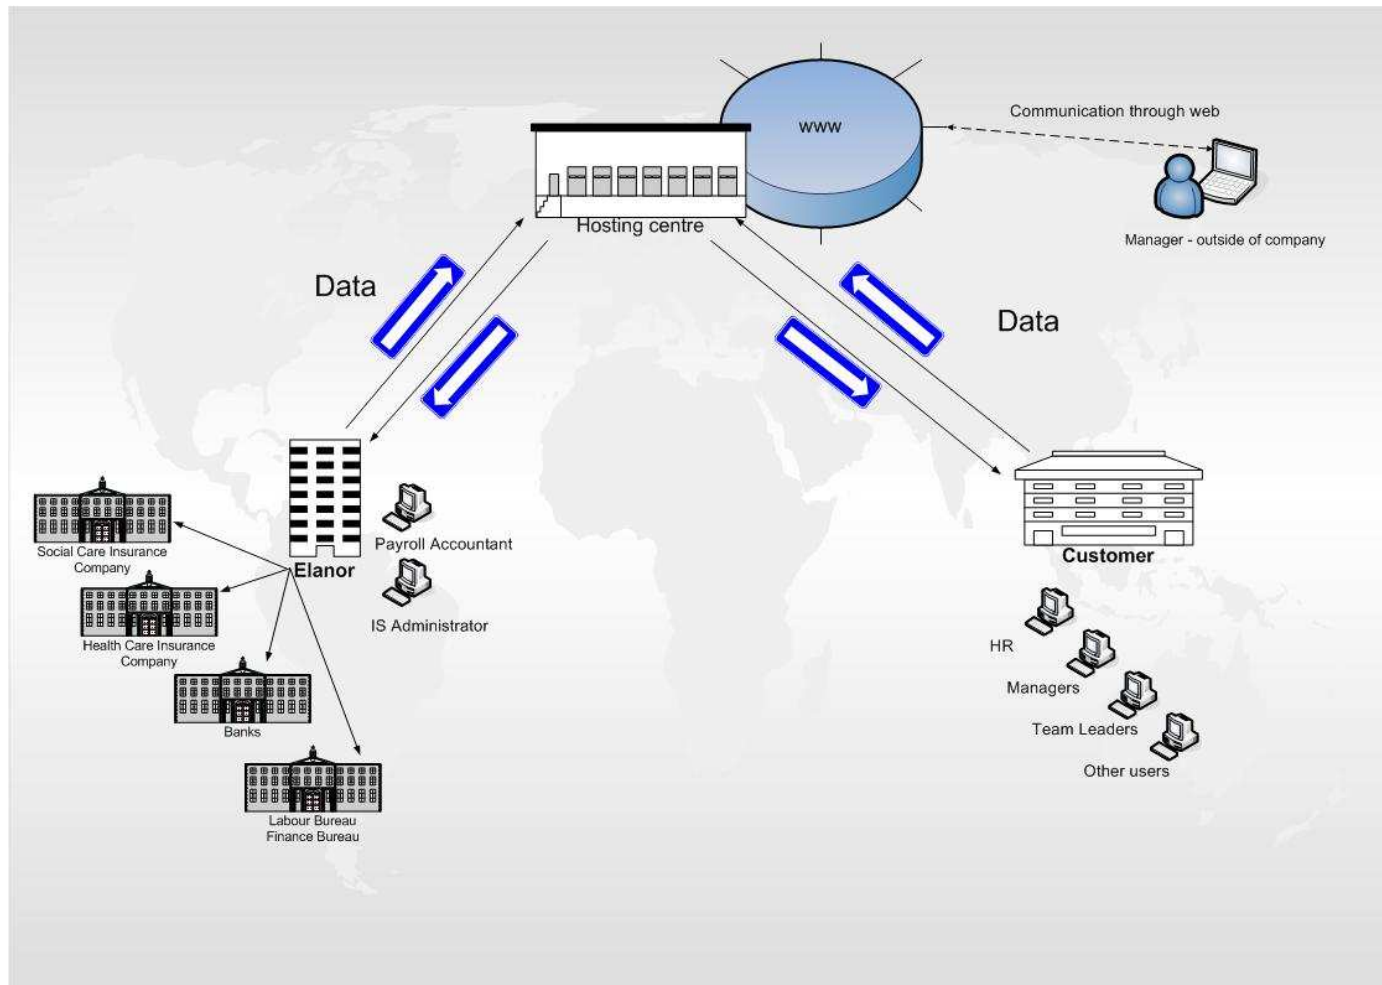 www
Communication through web
Hosting centre
Manager - outside of company
Data
Data
Social Care Insurance
Company
Elanor
Payroll Accountant
IS Administrator
Customer
Health Care Insurance
Company
HR
Managers
Banks
Team Leaders
Other users
Labour Bureau
Finance Bureau